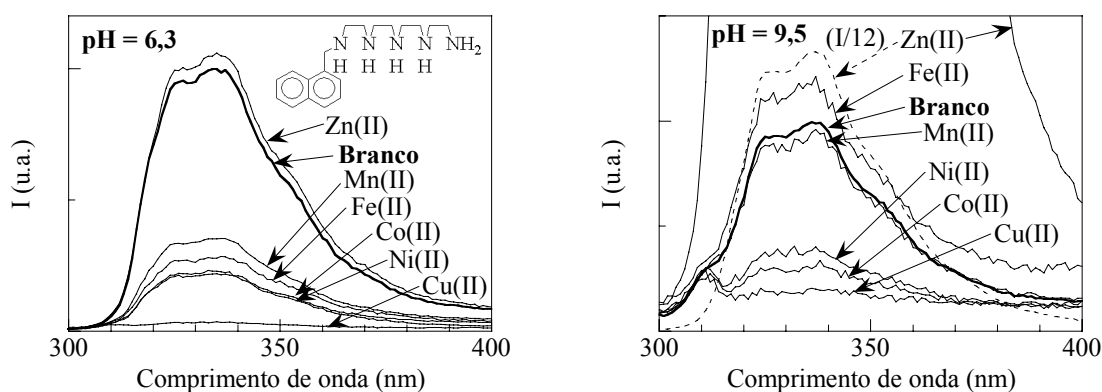 pH = 6,3
N N N N NH2
H H H H
Zn(II)
Branco
Mn(II)
Fe(II)
Co(II)
Ni(II)
Cu(II)
I (u.a.)
300 350 400
Comprimento de onda (nm)
pH = 9,5
(I/12) Zn(II)
Fe(II)
Branco
Mn(II)
Ni(II)
Co(II)
Cu(II)
I (u.a.)
300 350 400
Comprimento de onda (nm)